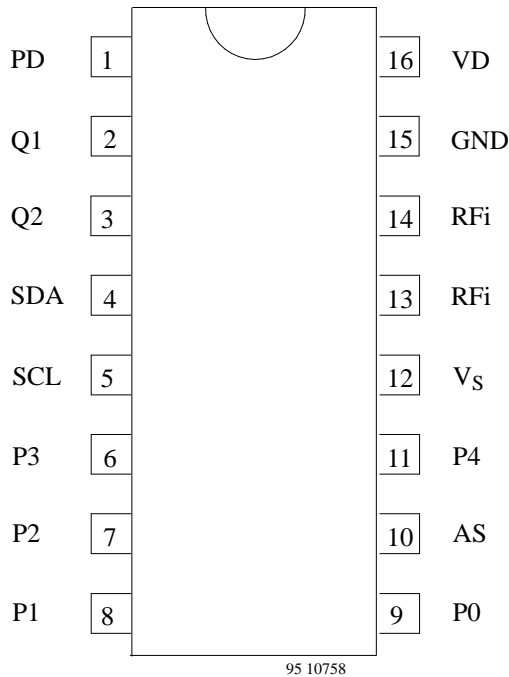 PD 1 16 VD
Q1 2 15 GND
Q2 3 14 RFi
SDA 4 13 RFi
SCL 5 12 VS
P3 6 11 P4
P2 7 10 AS
P1 8 9 P0
95 10758